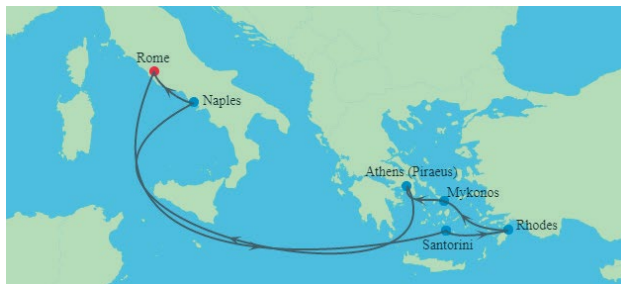 Rome
Naples
Athens (Piraeus)
Mykonos
Rhodes
Santorini